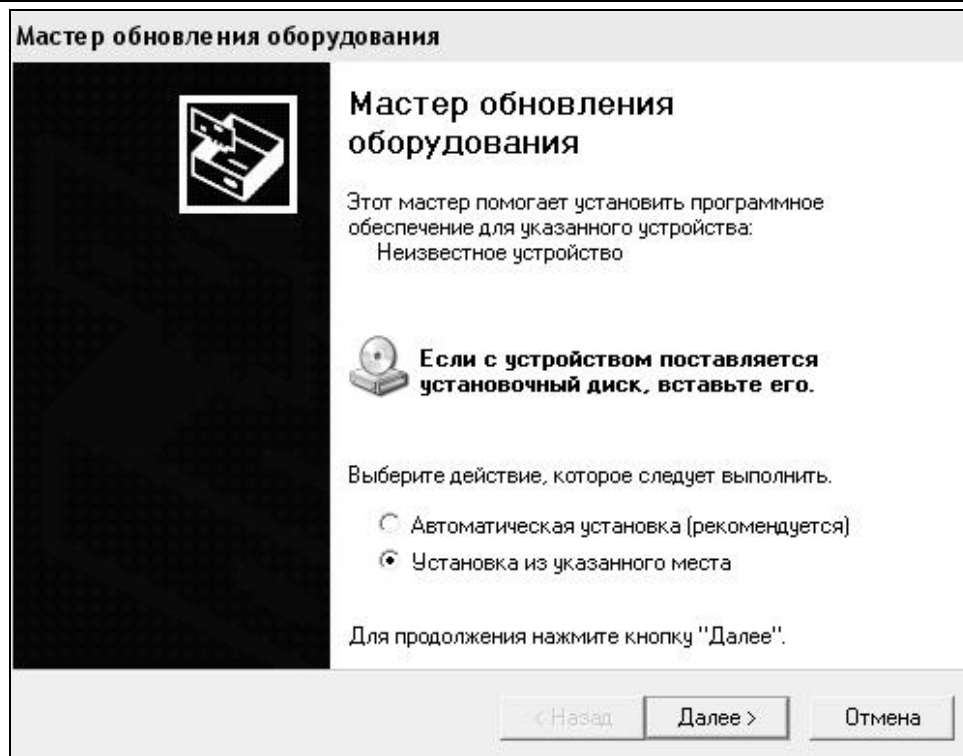 Мастер обновления оборудования
Мастер обновления
оборудования
Этот мастер помогает установить программное
обеспечение для указанного устройства:
Неизвестное устройство
Если с устройством поставляется
установочный диск, вставьте его.
Выберите действие, которое следует выполнить.
Автоматическая установка (рекомендуется)
Установка из указанного места
Для продолжения нажмите кнопку "Далее".
< Назад Далее > Отмена